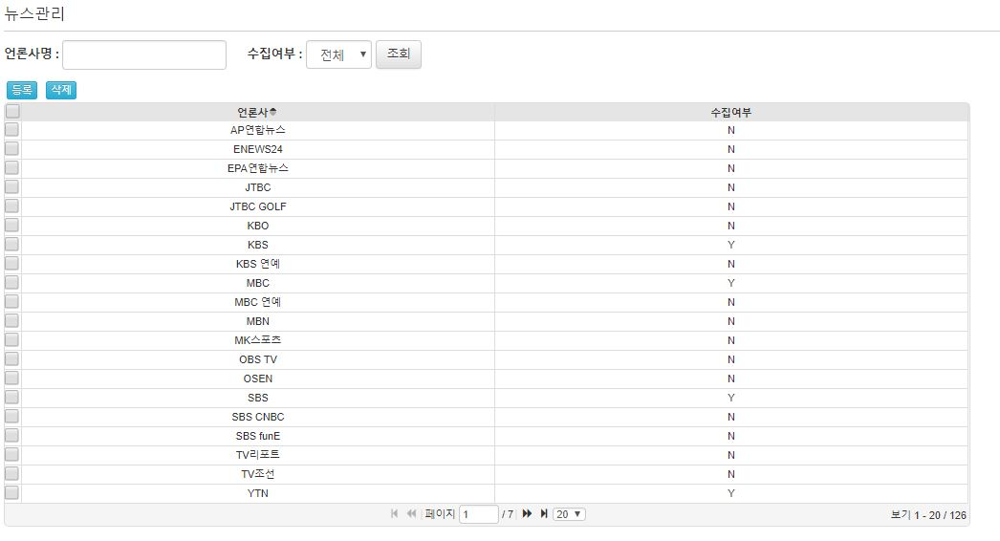 뉴스관리
언론사명 : 수집여부 : 전체 ▼ 조회
등록 삭제
언론사 수집여부
AP연합뉴스 N
ENEWS24 N
EPA연합뉴스 N
JTBC N
JTBC GOLF N
KBO N
KBS Y
KBS 연예 N
MBC Y
MBC 연예 N
MBN N
MK스포츠 N
OBS TV N
OSEN N
SBS Y
SBS CNBC N
SBS funE N
TV리포트 N
TV조선 N
YTN Y
페이지 1 / 7 20 ▼ 보기 1 - 20 / 126